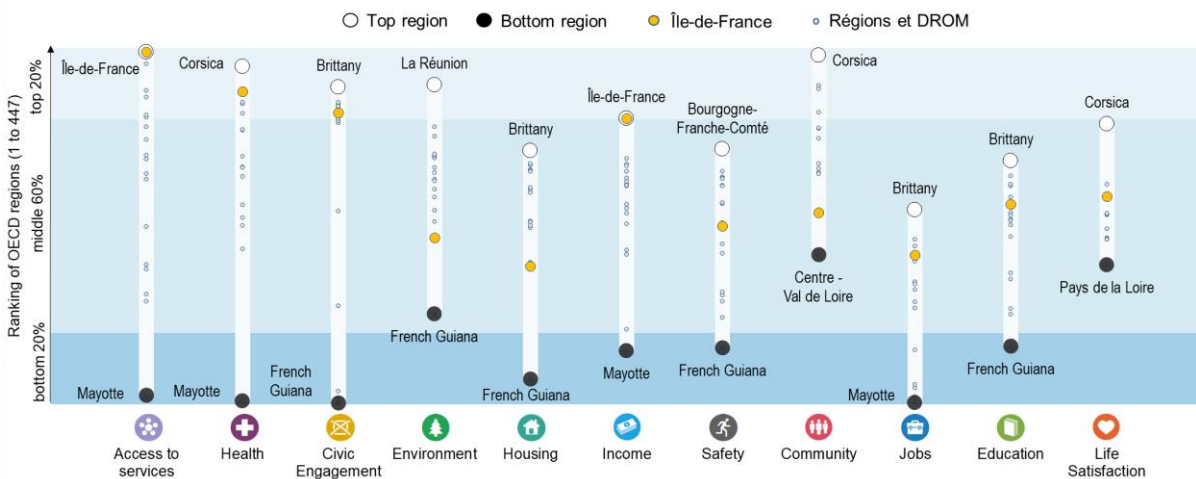 Top region
Bottom region
Île-de-France
Régions et DROM
Ranking of OECD regions (1 to 447)
top 20%
middle 60%
bottom 20%
Île-de-France
Mayotte
Corsica
Mayotte
Brittany
French
Guiana
La Réunion
French Guiana
Brittany
French Guiana
Île-de-France
Mayotte
Bourgogne-
Franche-Comté
French Guiana
Corsica
Centre -
Val de Loire
Brittany
Mayotte
Brittany
French Guiana
Corsica
Pays de la Loire
Access to
services
Health
Civic
Engagement
Environment
Housing
Income
Safety
Community
Jobs
Education
Life
Satisfaction